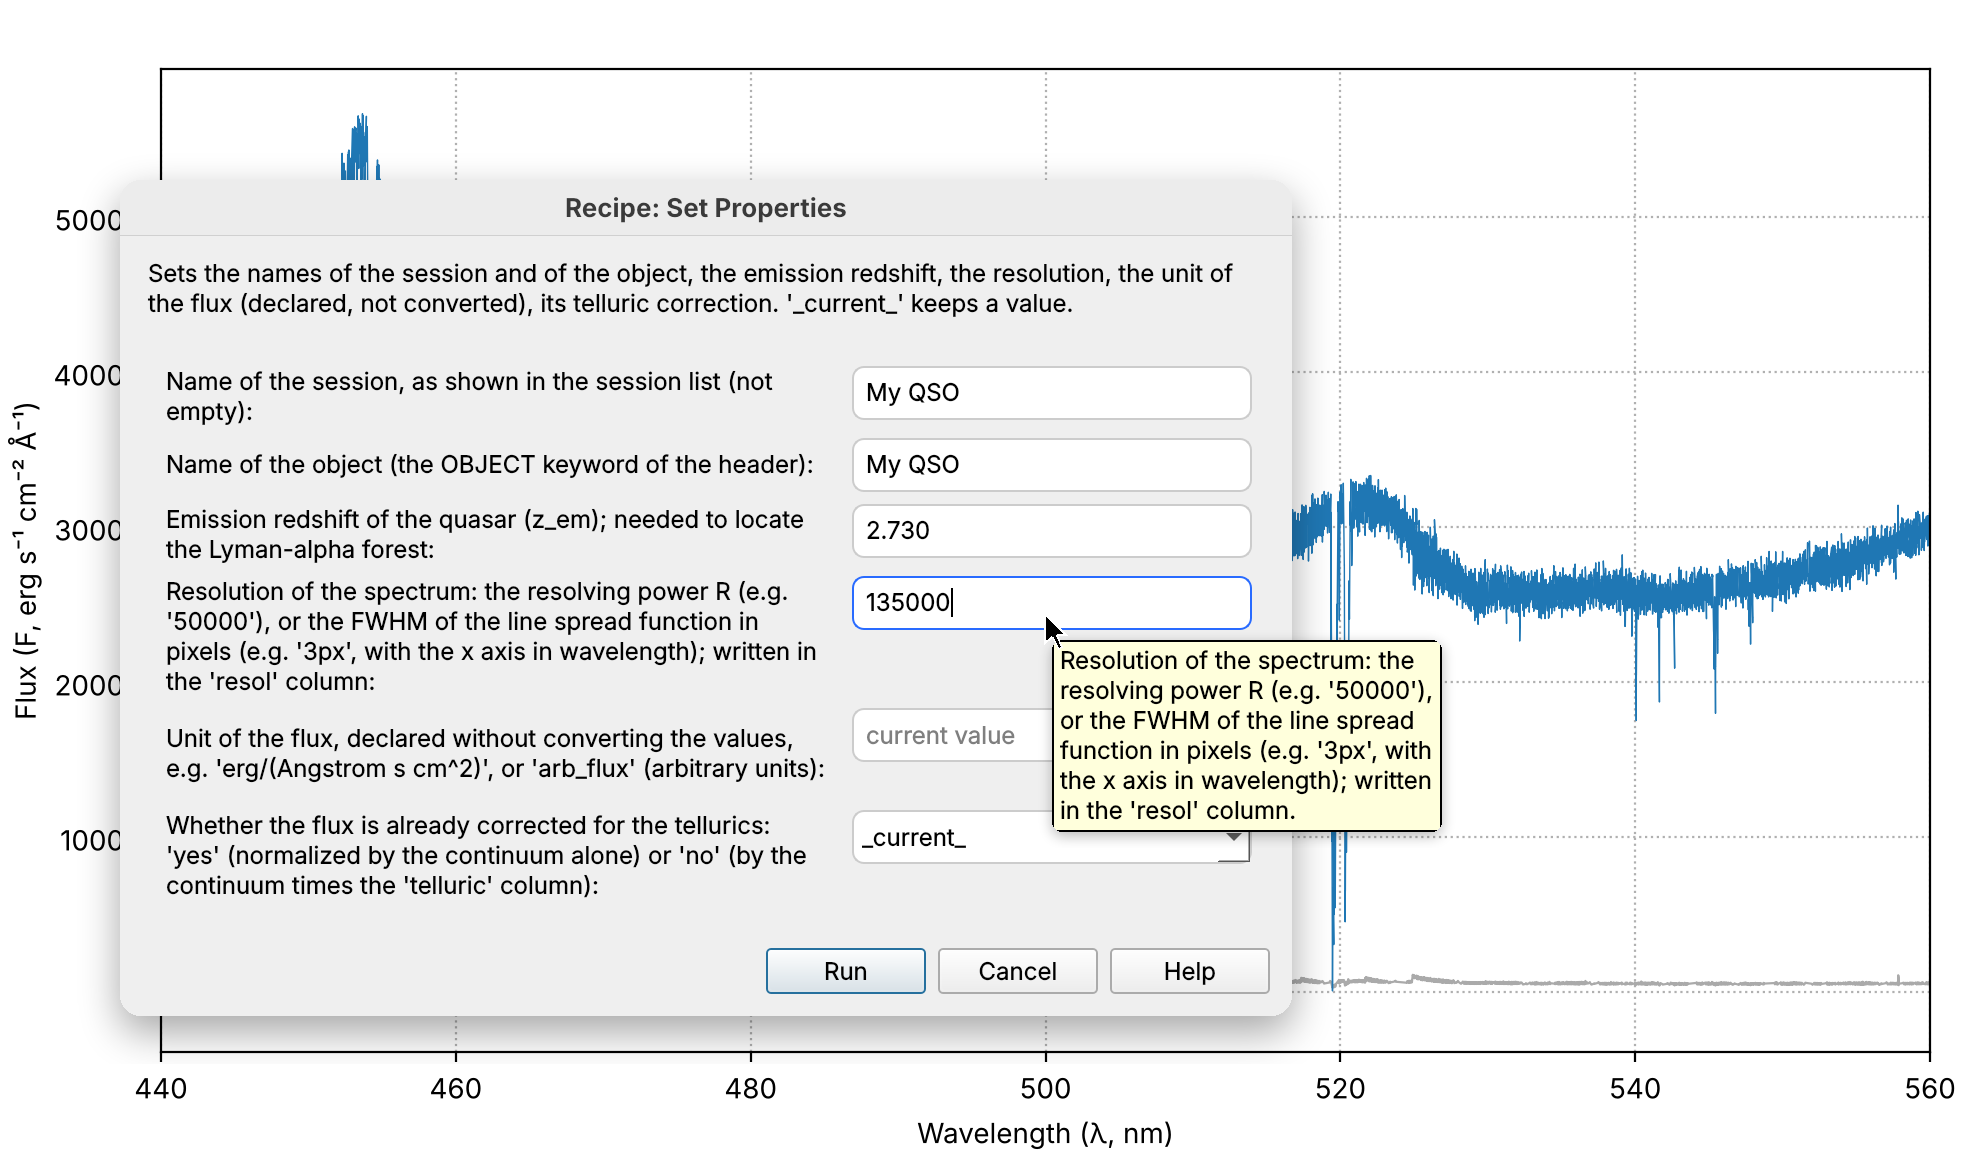 Recipe: Set Properties
Sets the names of the session and of the object, the emission redshift, the resolution, the unit of
the flux (declared, not converted), its telluric correction. '_current_' keeps a value.
Name of the session, as shown in the session list (not
empty):
My QSO
Name of the object (the OBJECT keyword of the header):
My QSO
Emission redshift of the quasar (z_em); needed to locate
the Lyman-alpha forest:
2.730
Resolution of the spectrum: the resolving power R (e.g.
'50000'), or the FWHM of the line spread function in
pixels (e.g. '3px', with the x axis in wavelength); written in
the 'resol' column:
135000
Resolution of the spectrum: the
resolving power R (e.g. '50000'),
or the FWHM of the line spread
function in pixels (e.g. '3px', with
the x axis in wavelength); written
in the 'resol' column.
Unit of the flux, declared without converting the values,
e.g. 'erg/(Angstrom s cm^2)', or 'arb_flux' (arbitrary units):
current value
Whether the flux is already corrected for the tellurics:
'yes' (normalized by the continuum alone) or 'no' (by the
continuum times the 'telluric' column):
_current_
Run
Cancel
Help
Flux (F, erg s⁻¹ cm⁻² Å⁻¹)
5000
4000
3000
2000
1000
440
460
480
500
520
540
560
Wavelength (λ, nm)